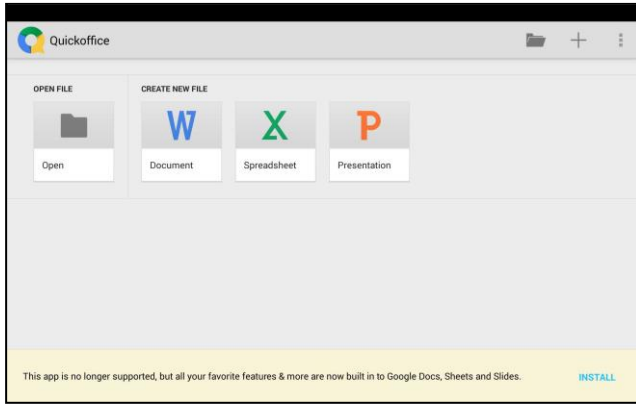 Quickoffice
OPEN FILE
CREATE NEW FILE
W
X
P
Open
Document
Spreadsheet
Presentation
This app is no longer supported, but all your favorite features & more are now built in to Google Docs, Sheets and Slides.
INSTALL